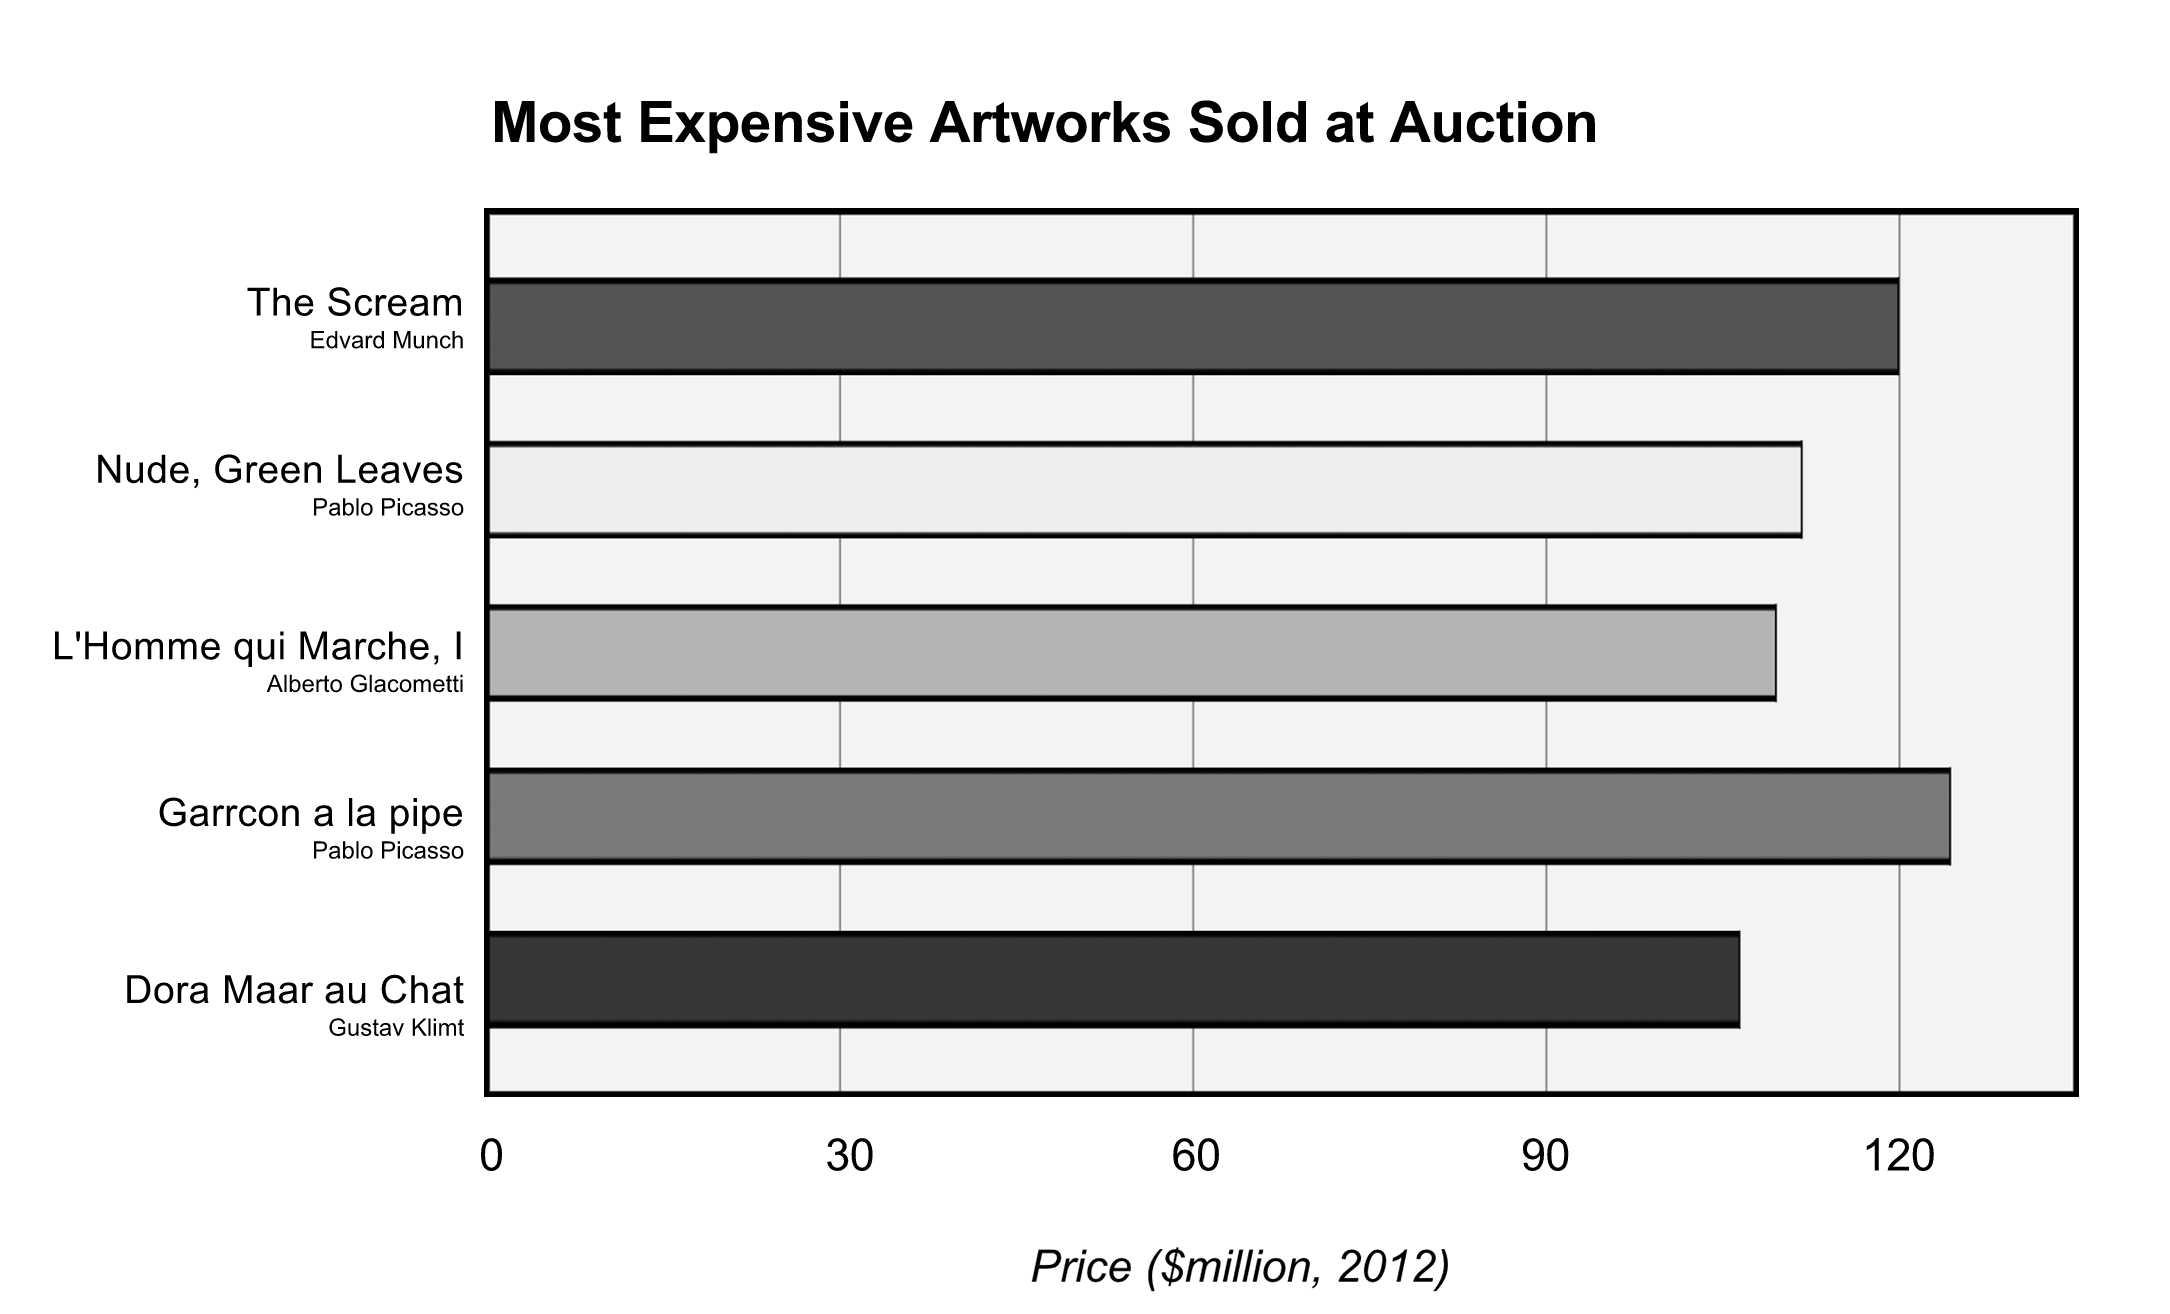 Most Expensive Artworks Sold at Auction
The Scream
Edvard Munch
Nude, Green Leaves
Pablo Picasso
L'Homme qui Marche, I
Alberto Glacometti
Garrcon a la pipe
Pablo Picasso
Dora Maar au Chat
Gustav Klimt
0 30 60 90 120
Price ($million, 2012)